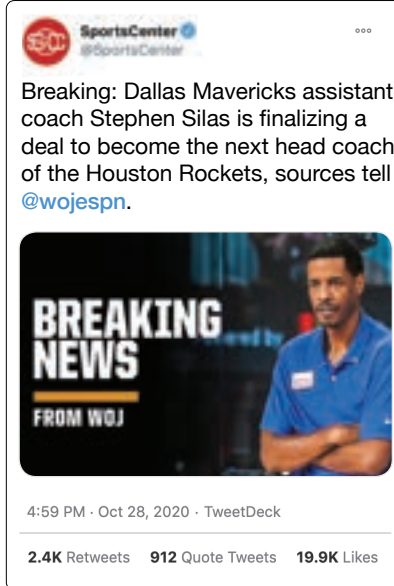 SportsCenter
@SportsCenter
Breaking: Dallas Mavericks assistant
coach Stephen Silas is finalizing a
deal to become the next head coach
of the Houston Rockets, sources tell
@wojespn.
BREAKING
NEWS
FROM WOJ
4:59 PM · Oct 28, 2020 · TweetDeck
2.4K Retweets 912 Quote Tweets 19.9K Likes